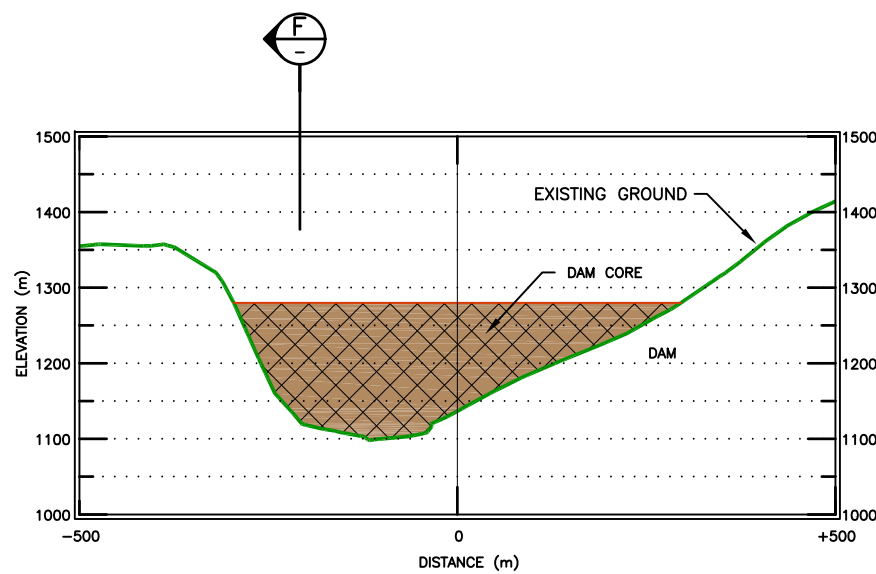 F
-
1500
1500
1400
1400
1300
1300
1200
1200
1100
1100
1000
1000
ELEVATION (m)
EXISTING GROUND
DAM CORE
DAM
-500
0
+500
DISTANCE (m)